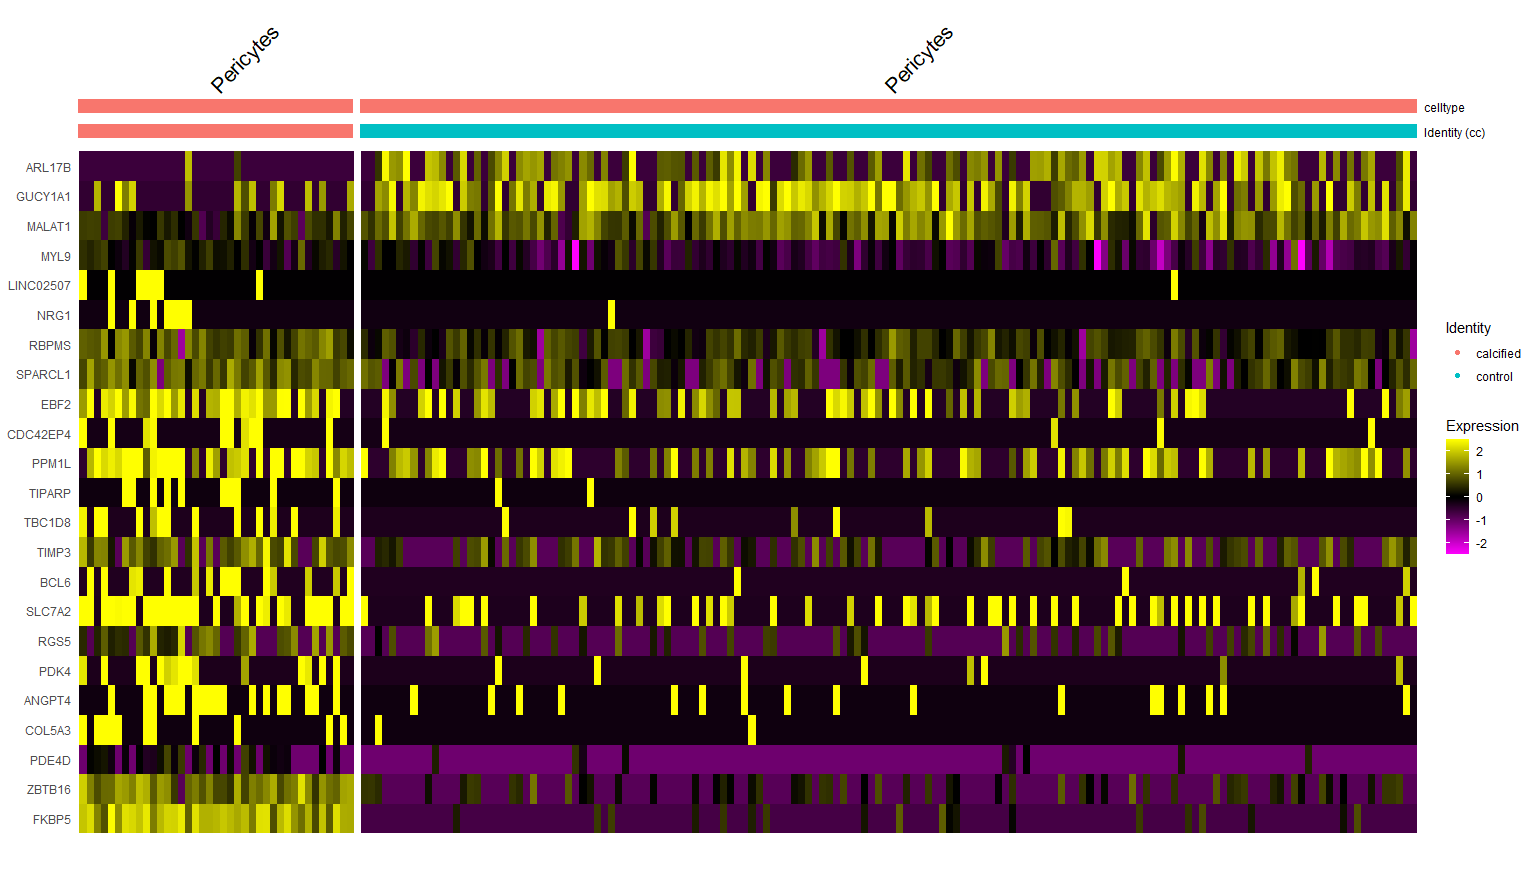 Pericytes
Pericytes
celltype
Identity (cc)
ARL17B
GUCY1A1
MALAT1
MYL9
LINC02507
NRG1
RBPMS
SPARCL1
EBF2
CDC42EP4
PPM1L
TIPARP
TBC1D8
TIMP3
BCL6
SLC7A2
RGS5
PDK4
ANGPT4
COL5A3
PDE4D
ZBTB16
FKBP5
Identity
calcified
control
Expression
2
1
0
-1
-2